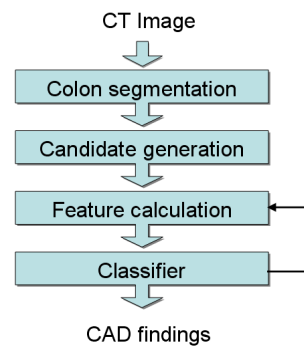 CT Image
Colon segmentation
Candidate generation
Feature calculation
Classifier
CAD findings